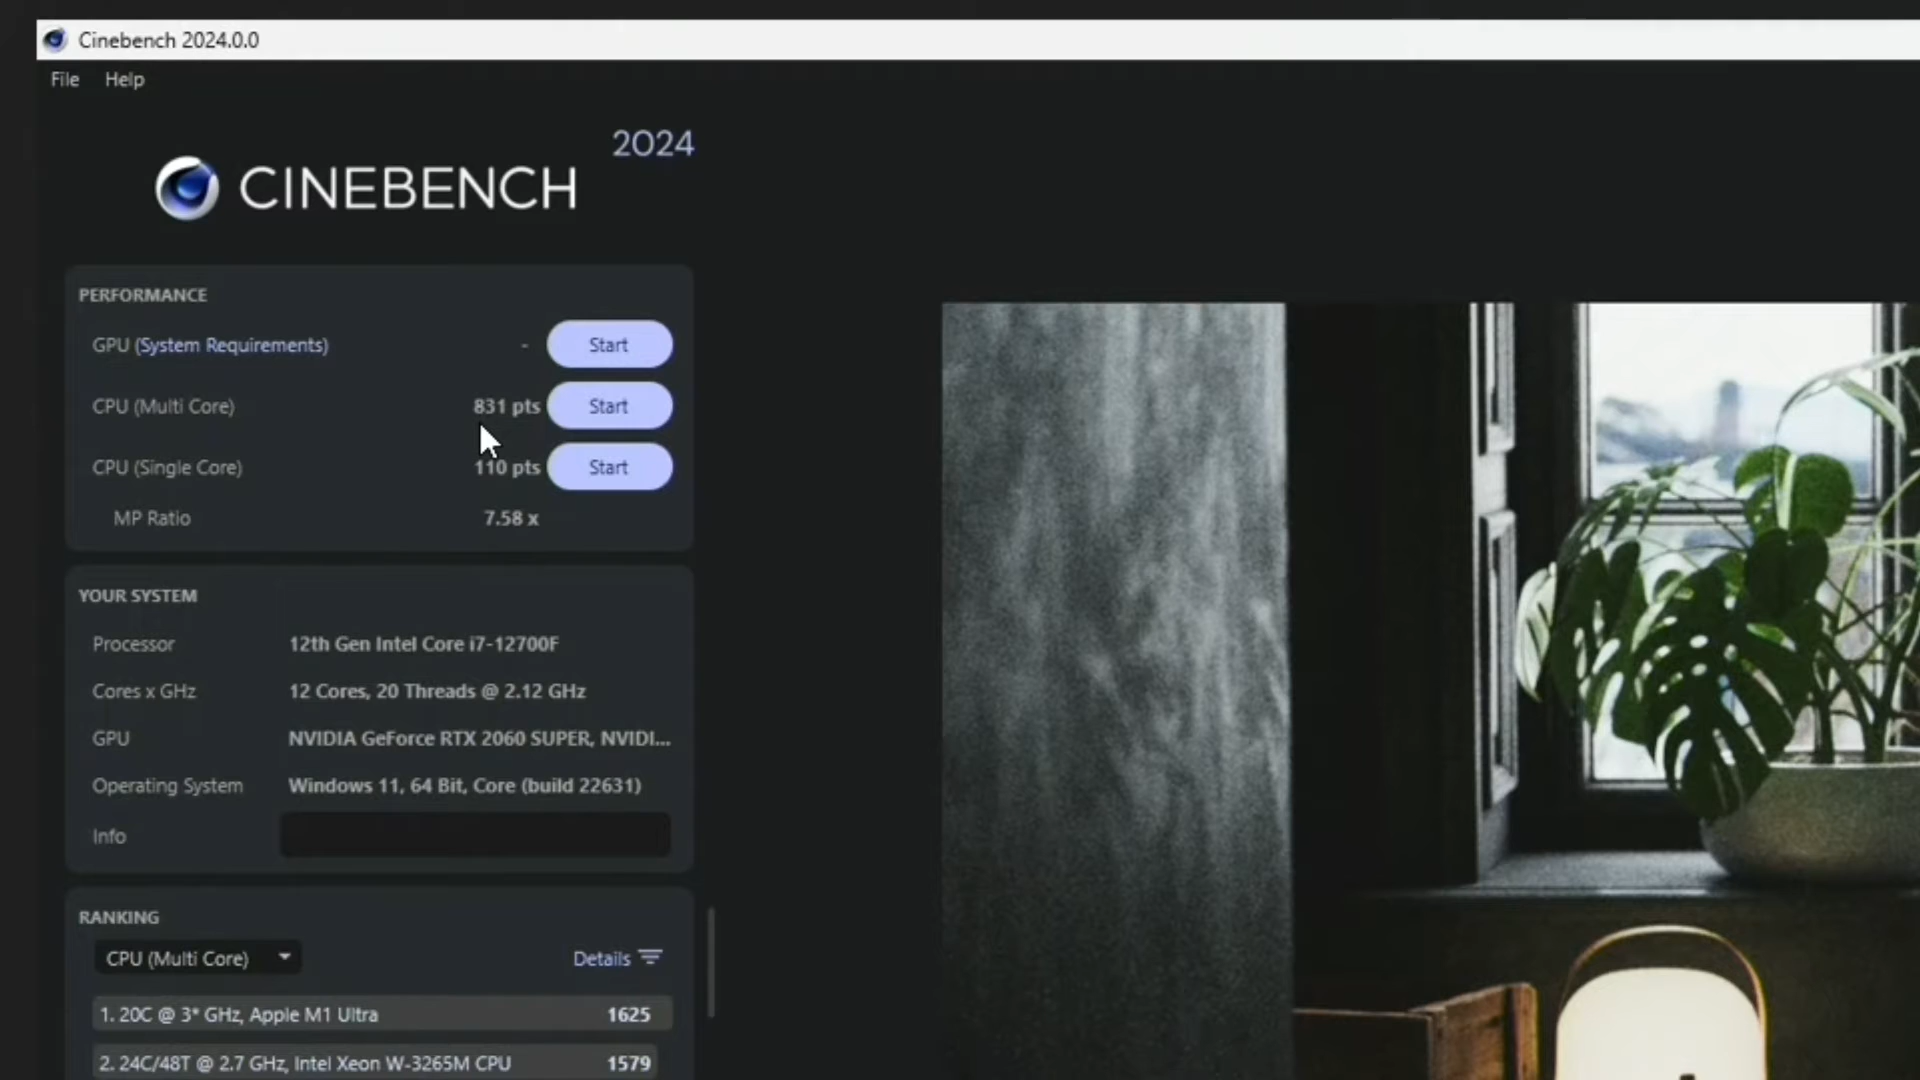 Cinebench 2024.0.0
File Help
2024
CINEBENCH
PERFORMANCE
GPU (System Requirements) - Start
CPU (Multi Core) 831 pts Start
CPU (Single Core) 110 pts Start
MP Ratio 7.58 x
YOUR SYSTEM
Processor 12th Gen Intel Core i7-12700F
Cores x GHz 12 Cores, 20 Threads @ 2.12 GHz
GPU NVIDIA GeForce RTX 2060 SUPER, NVIDI...
Operating System Windows 11, 64 Bit, Core (build 22631)
Info
RANKING
CPU (Multi Core) Details
1. 20C @ 3* GHz, Apple M1 Ultra 1625
2. 24C/48T @ 2.7 GHz, Intel Xeon W-3265M CPU 1579